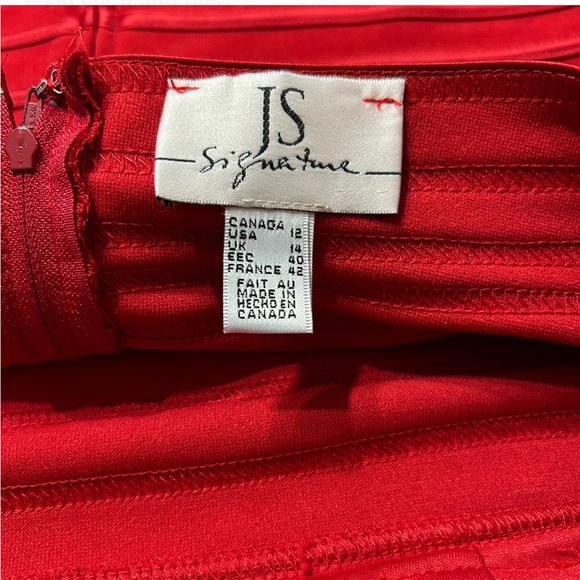 JS
Signature
CANADA
USA 12
UK 14
EEC 40
FRANCE 42
FAIT AU
MADE IN
HECHO EN
CANADA